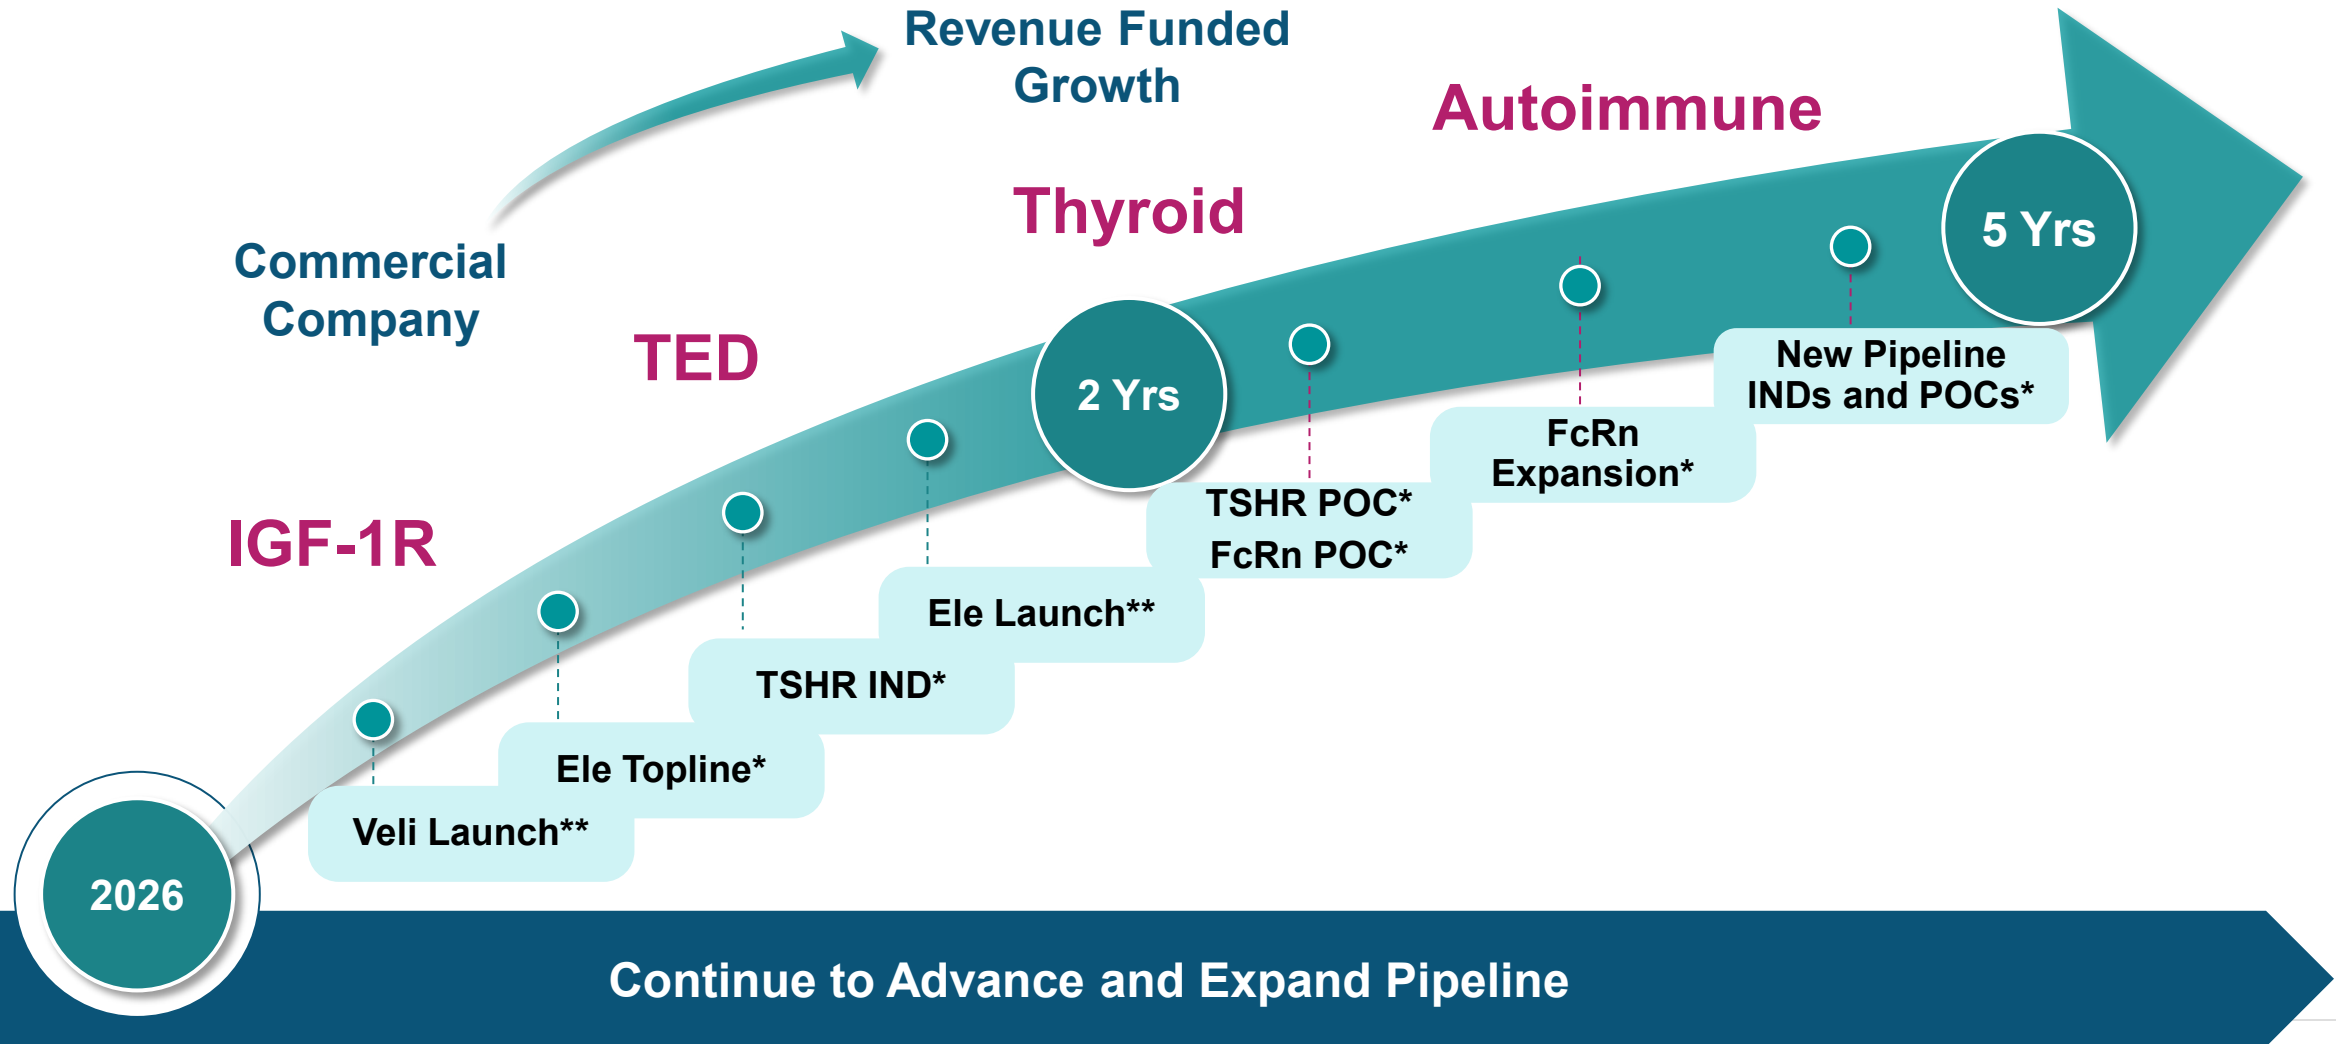 Revenue Funded
Growth
Commercial
Company
IGF-1R
TED
Thyroid
Autoimmune
2026
2 Yrs
5 Yrs
Veli Launch**
Ele Topline*
TSHR IND*
Ele Launch**
TSHR POC*
FcRn POC*
FcRn
Expansion*
New Pipeline
INDs and POCs*
Continue to Advance and Expand Pipeline